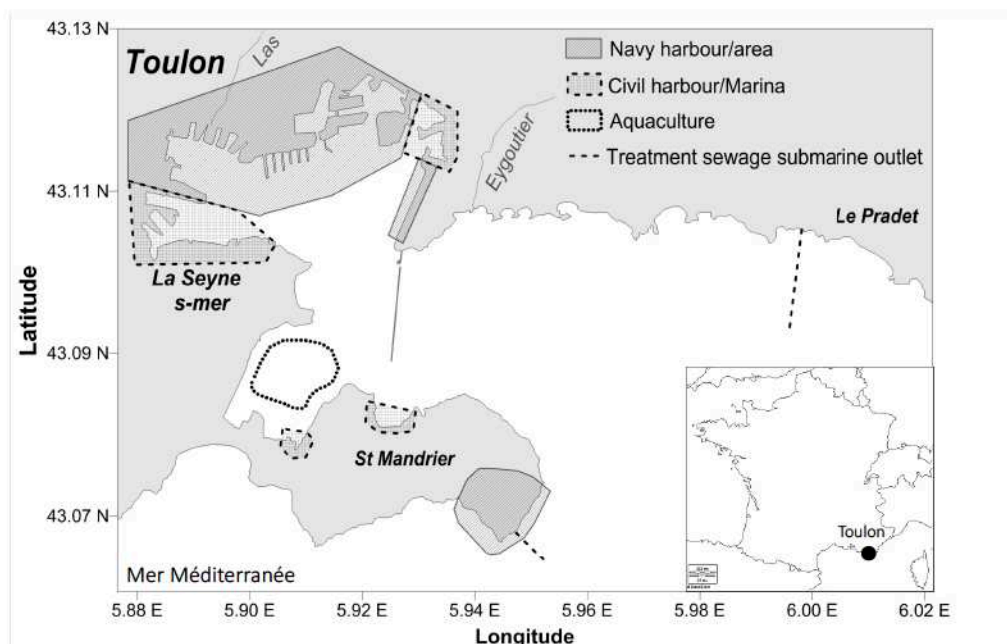 43.13 N
Toulon
Las
Navy harbour/area
Civil harbour/Marina
Aquaculture
Treatment sewage submarine outlet
Eygoutier
43.11 N
Le Pradet
La Seyne
s-mer
Latitude
43.09 N
St Mandrier
43.07 N
Toulon
Mer Méditerranée
5.88 E
5.90 E
5.92 E
5.94 E
5.96 E
5.98 E
6.00 E
6.02 E
Longitude